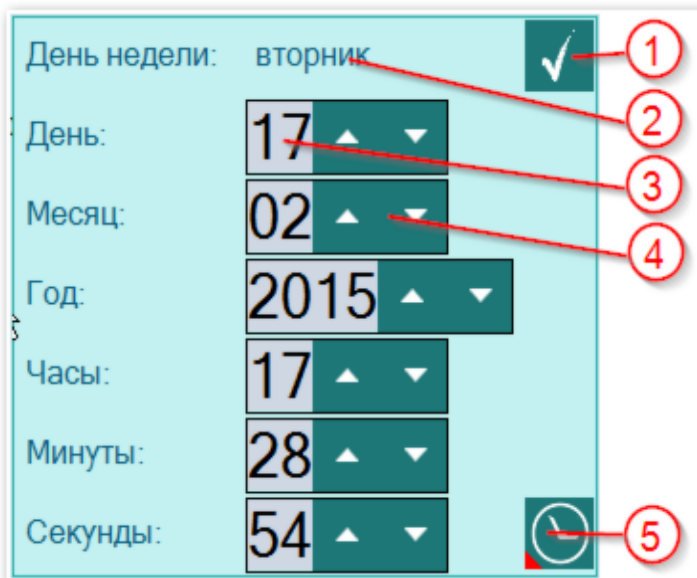 День недели: вторник
1
2
День: 17
3
Месяц: 02
4
Год: 2015
Часы: 17
Минуты: 28
Секунды: 54
5